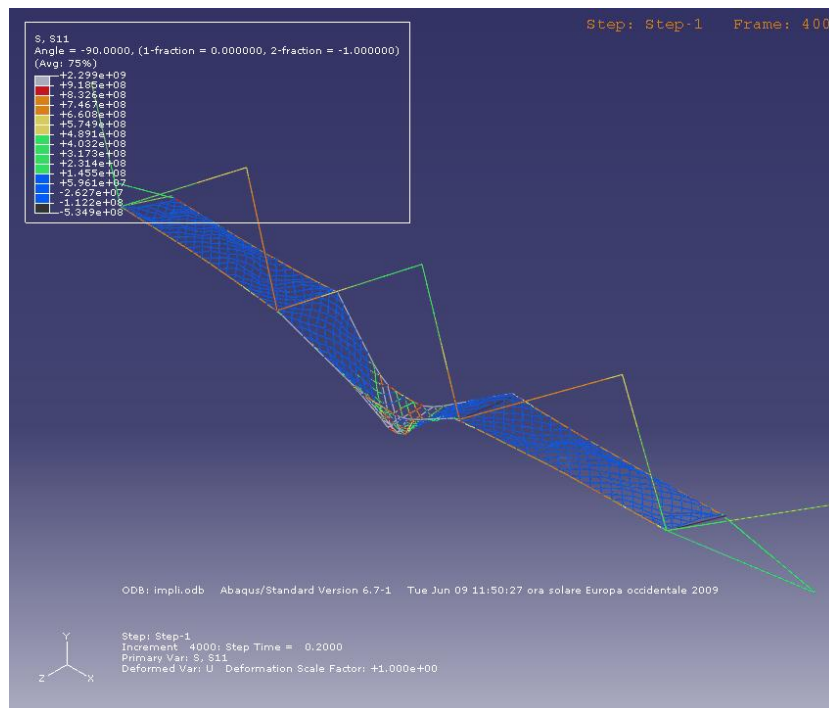 Step: Step-1 Frame: 400
S, S11
Angle = -90.0000, (1-fraction = 0.000000, 2-fraction = -1.000000)
(Avg: 75%)
+2.299e+09
+9.185e+08
+8.326e+08
+7.467e+08
+6.608e+08
+5.749e+08
+4.891e+08
+4.032e+08
+3.173e+08
+2.314e+08
+1.455e+08
+5.961e+07
-2.627e+07
-1.122e+08
-5.349e+08
ODB: impli.odb Abaqus/Standard Version 6.7-1 Tue Jun 09 11:50:27 ora solare Europa occidentale 2009
Y
Z X
Step: Step-1
Increment 4000: Step Time = 0.2000
Primary Var: S, S11
Deformed Var: U Deformation Scale Factor: +1.000e+00